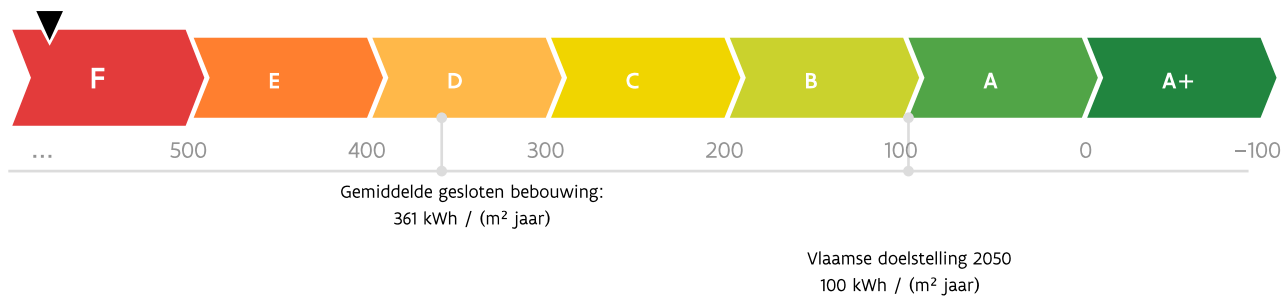 F E D C B A A+
... 500 400 300 200 100 0 −100
Gemiddelde gesloten bebouwing:
361 kWh / (m² jaar)
Vlaamse doelstelling 2050
100 kWh / (m² jaar)